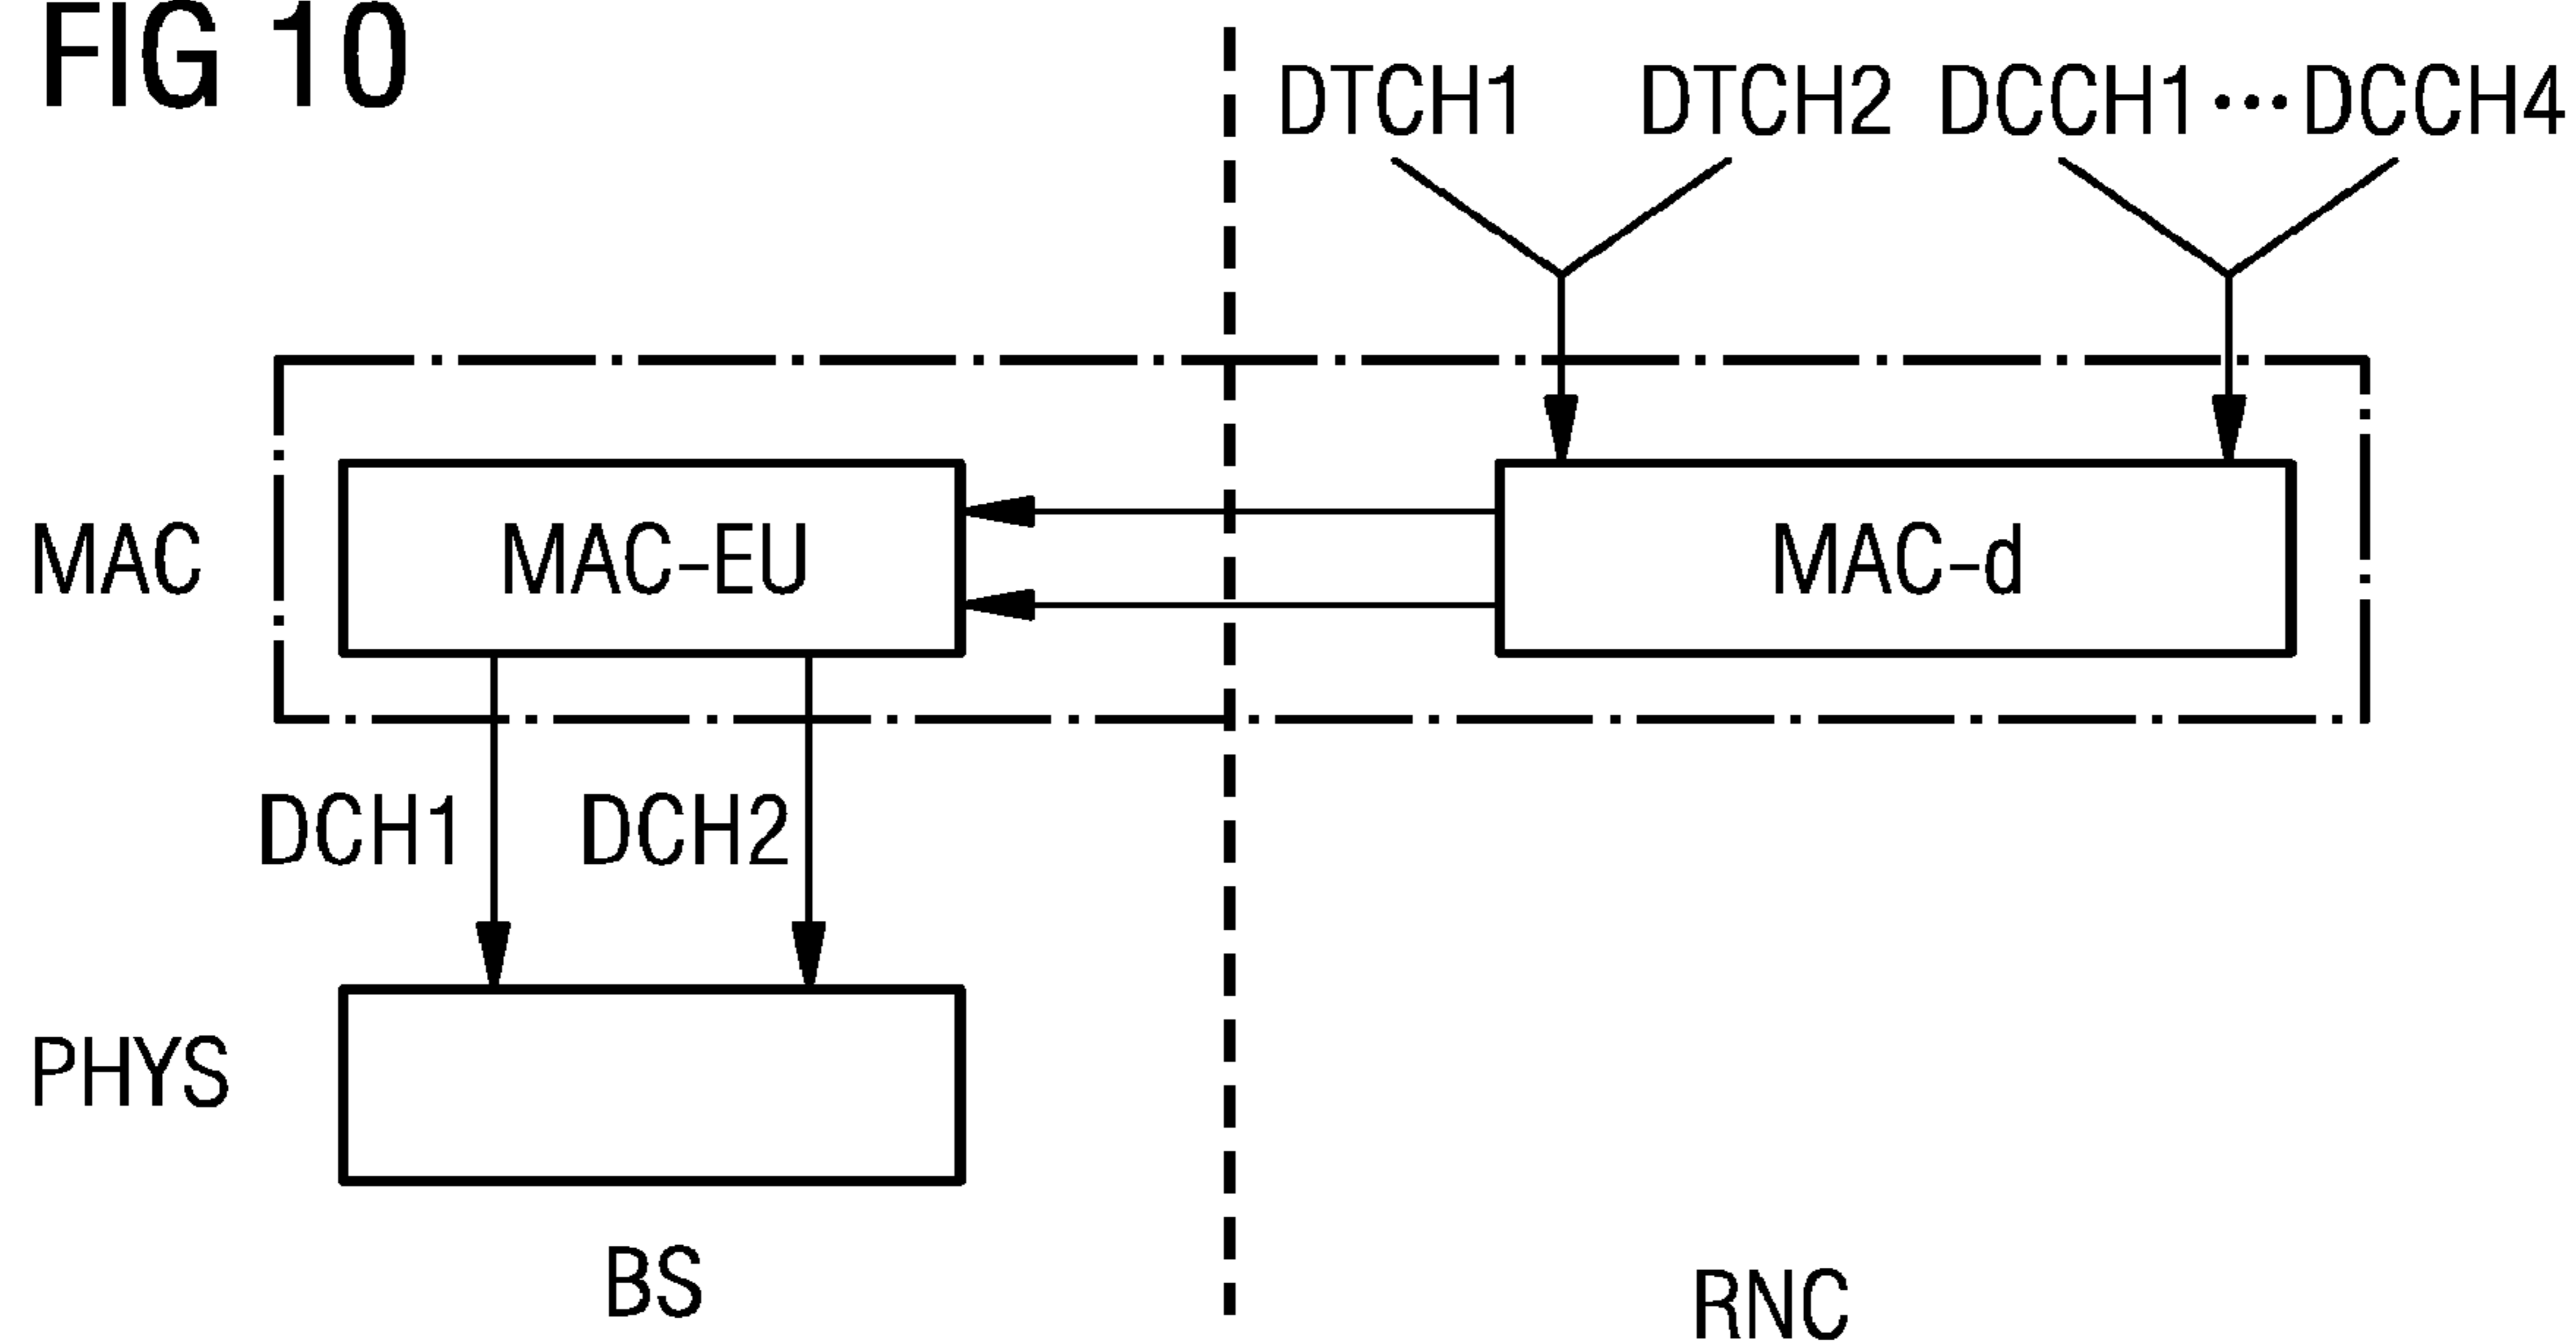 FIG 10
DTCH1 DTCH2 DCCH1 ••• DCCH4
MAC MAC-EU MAC-d
DCH1 DCH2
PHYS
BS
RNC